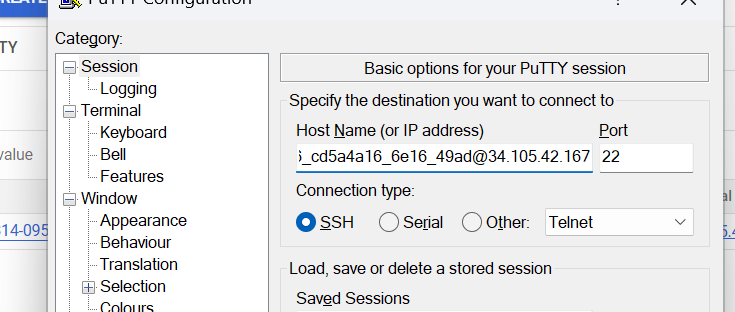 PuTTY Configuration
TY
Category:
Session
Logging
Terminal
Keyboard
Bell
Features
Window
Appearance
Behaviour
Translation
Selection
Colours
Basic options for your PuTTY session
Specify the destination you want to connect to
Host Name (or IP address) Port
_cd5a4a16_6e16_49ad@34.105.42.167 22
Connection type:
SSH Serial Other: Telnet
Load, save or delete a stored session
Saved Sessions
value
314-095